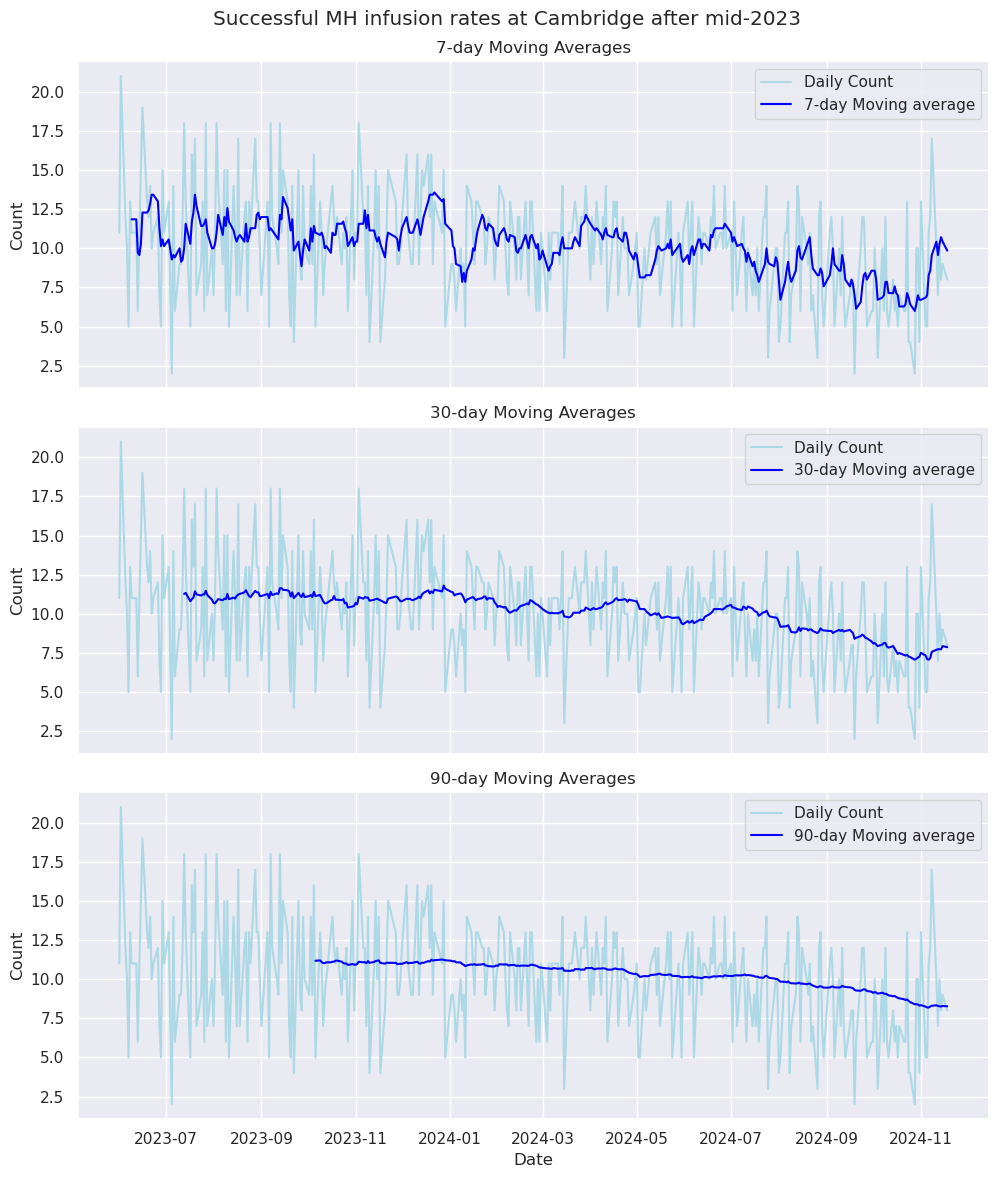 Successful MH infusion rates at Cambridge after mid-2023
7-day Moving Averages
Daily Count
7-day Moving average
20.0
17.5
15.0
12.5
10.0
7.5
5.0
2.5
Count
30-day Moving Averages
Daily Count
30-day Moving average
20.0
17.5
15.0
12.5
10.0
7.5
5.0
2.5
Count
90-day Moving Averages
Daily Count
90-day Moving average
20.0
17.5
15.0
12.5
10.0
7.5
5.0
2.5
Count
2023-07 2023-09 2023-11 2024-01 2024-03 2024-05 2024-07 2024-09 2024-11
Date